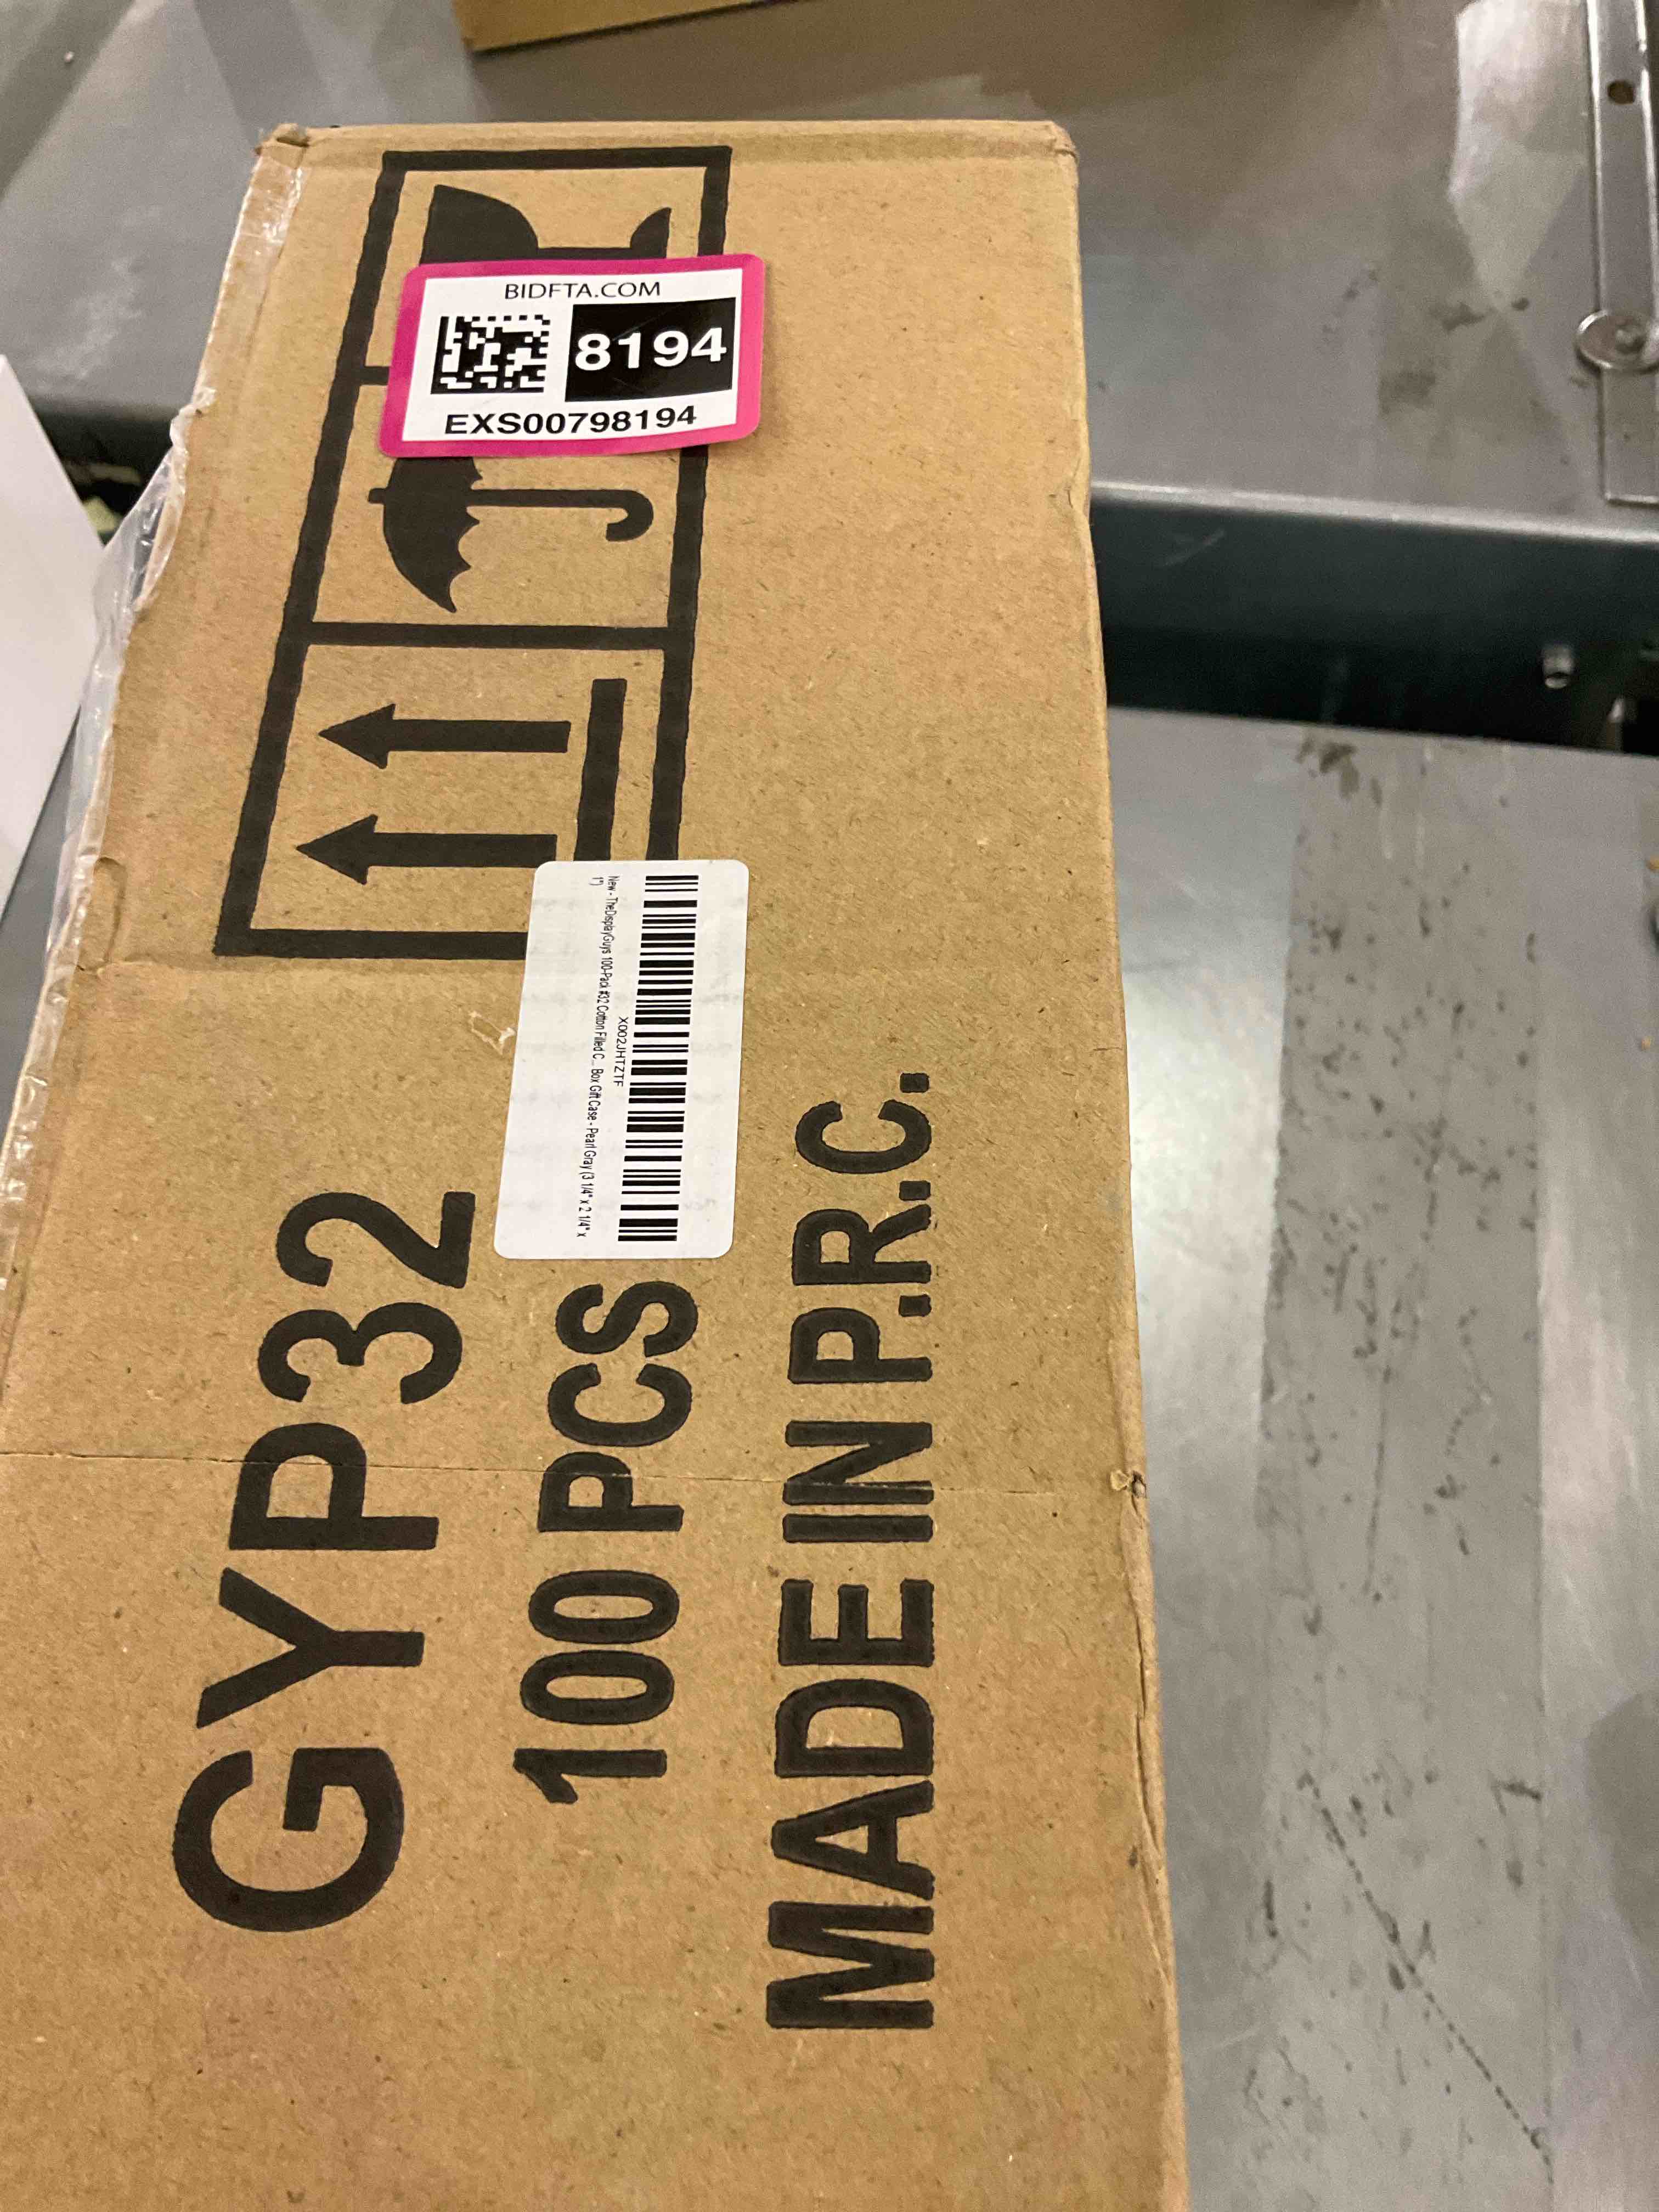 BIDFTA.COM
8194
EXS00798194
X002JHTZTF
New - TheDisplayGuys 100-Pack #32 Cotton Filled C... Box Gift Case - Pearl Gray (3 1/4" x 2 1/4" x
1")
GYP32
100 PCS
MADE IN P.R.C.